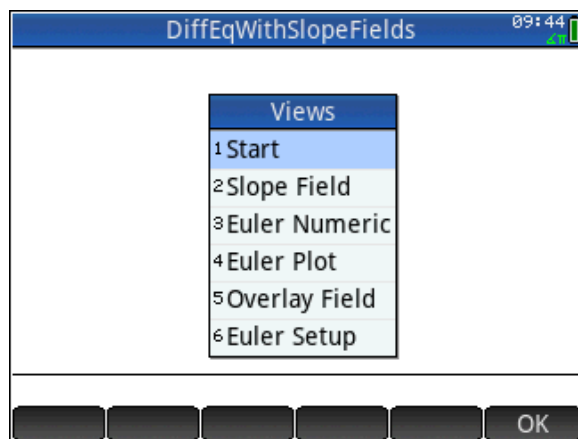 DiffEqWithSlopeFields 09:44
∡π
Views
1 Start
2 Slope Field
3 Euler Numeric
4 Euler Plot
5 Overlay Field
6 Euler Setup
OK